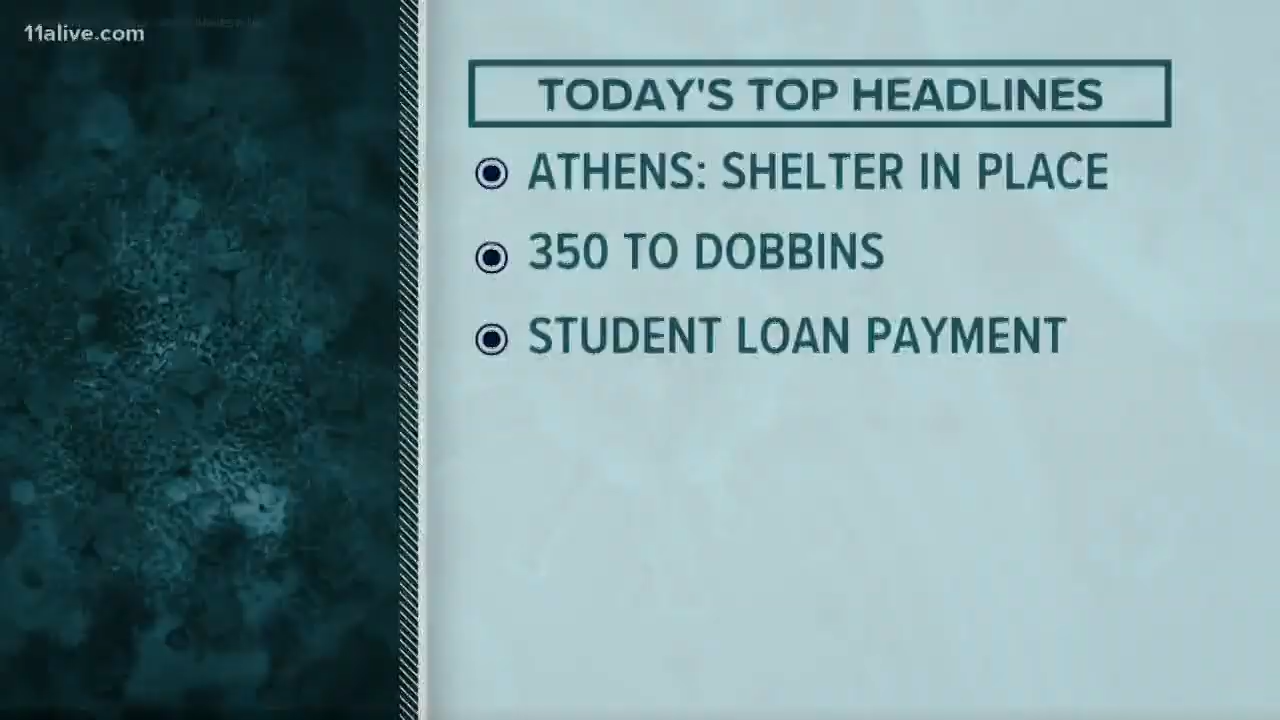 11alive.com
TODAY'S TOP HEADLINES
ATHENS: SHELTER IN PLACE
350 TO DOBBINS
STUDENT LOAN PAYMENT